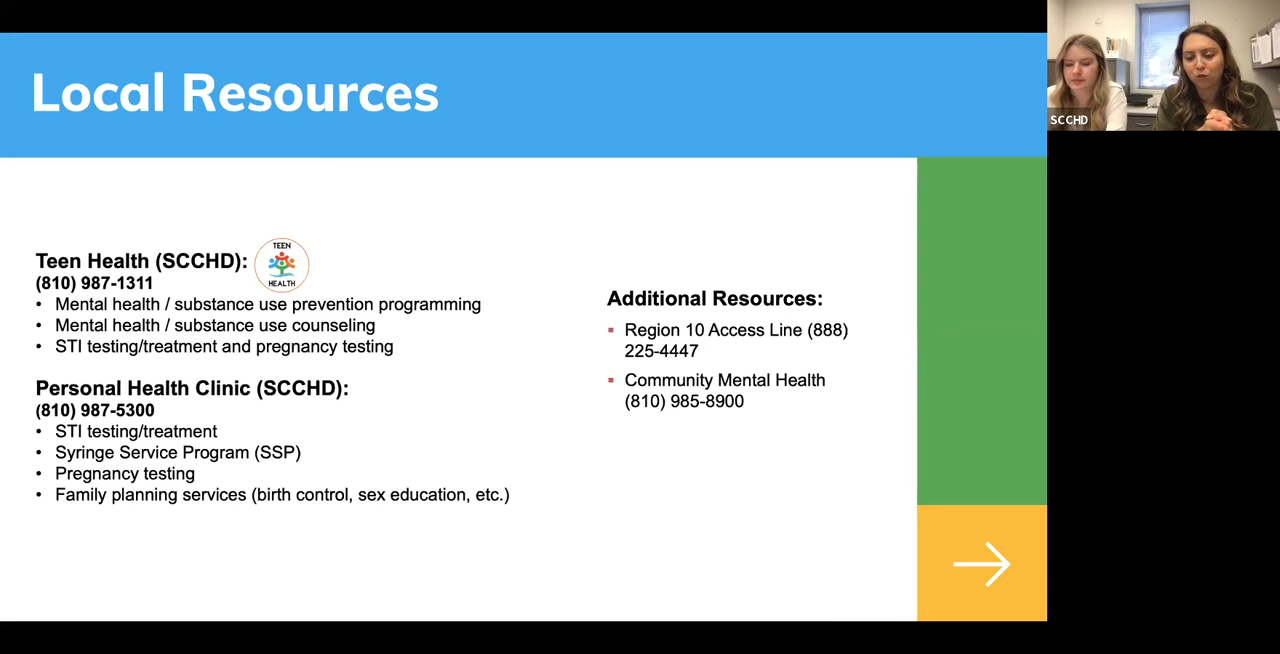 Local Resources
SCCHD
Teen Health (SCCHD):
TEEN
HEALTH
(810) 987-1311
• Mental health / substance use prevention programming
• Mental health / substance use counseling
• STI testing/treatment and pregnancy testing
Personal Health Clinic (SCCHD):
(810) 987-5300
• STI testing/treatment
• Syringe Service Program (SSP)
• Pregnancy testing
• Family planning services (birth control, sex education, etc.)
Additional Resources:
▪ Region 10 Access Line (888)
225-4447
▪ Community Mental Health
(810) 985-8900